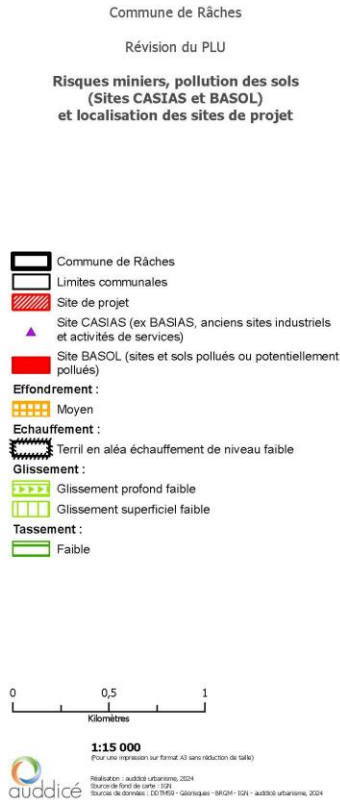 Commune de Râches
Révision du PLU
Risques miniers, pollution des sols
(Sites CASIAS et BASOL)
et localisation des sites de projet
Commune de Râches
Limites communales
Site de projet
Site CASIAS (ex BASIAS, anciens sites industriels
et activités de services)
Site BASOL (sites et sols pollués ou potentiellement
pollués)
Effondrement :
Moyen
Echauffement :
Terril en aléa échauffement de niveau faible
Glissement :
Glissement profond faible
Glissement superficiel faible
Tassement :
Faible
0 0,5 1
Kilomètres
1:15 000
(Pour une impression sur format A3 sans réduction de taille)
Réalisation : auddicé urbanisme, 2024
Source de fond de carte : IGN
Sources de données : DDTM59 - Géorisques - BRGM - IGN - auddicé urbanisme, 2024
auddicé